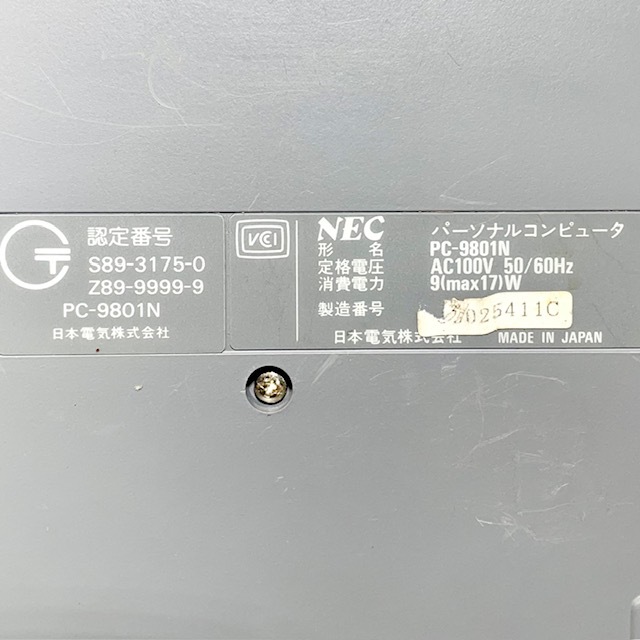 認定番号
S89-3175-0
Z89-9999-9
PC-9801N
日本電気株式会社
VCI
NEC パーソナルコンピュータ
形 名 PC-9801N
定格電圧 AC100V 50/60Hz
消費電力 9(max17)W
製造番号 025411C
日本電気株式会社 MADE IN JAPAN